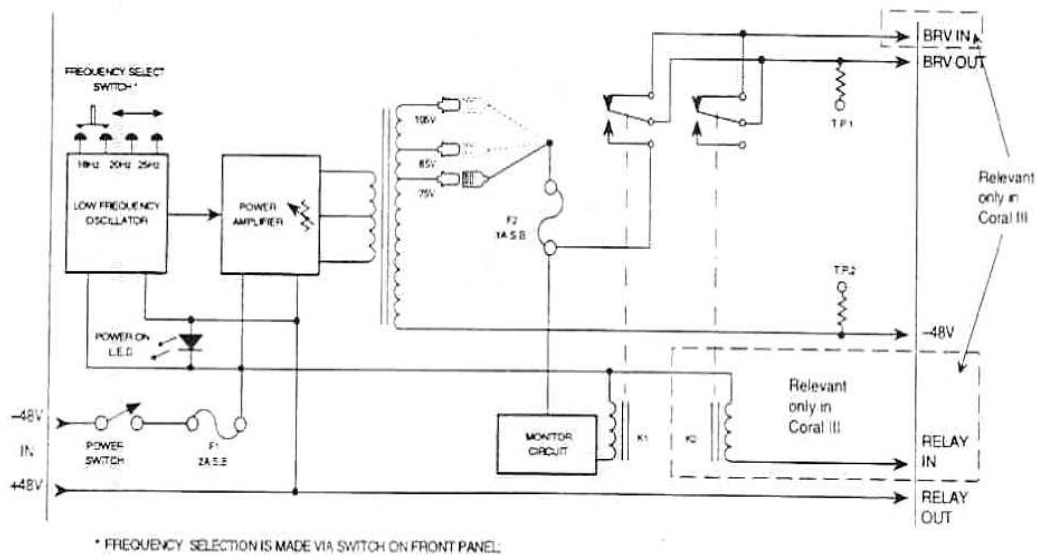 BRV IN
BRV OUT
FREQUENCY SELECT
SWITCH *
105V
85V
75V
T.P.1
18Hz 20Hz 25Hz
LOW FREQUENCY
OSCILLATOR
POWER
AMPLIFIER
F2
1A.S.B
Relevant
only in
Coral III
T.P.2
POWER ON
L.E.D
-48V
Relevant
only in
Coral III
-48V
IN
+48V
POWER
SWITCH
F1
2A.S.B
MONITOR
CIRCUIT
K1
K2
RELAY
IN
RELAY
OUT
* FREQUENCY SELECTION IS MADE VIA SWITCH ON FRONT PANEL;